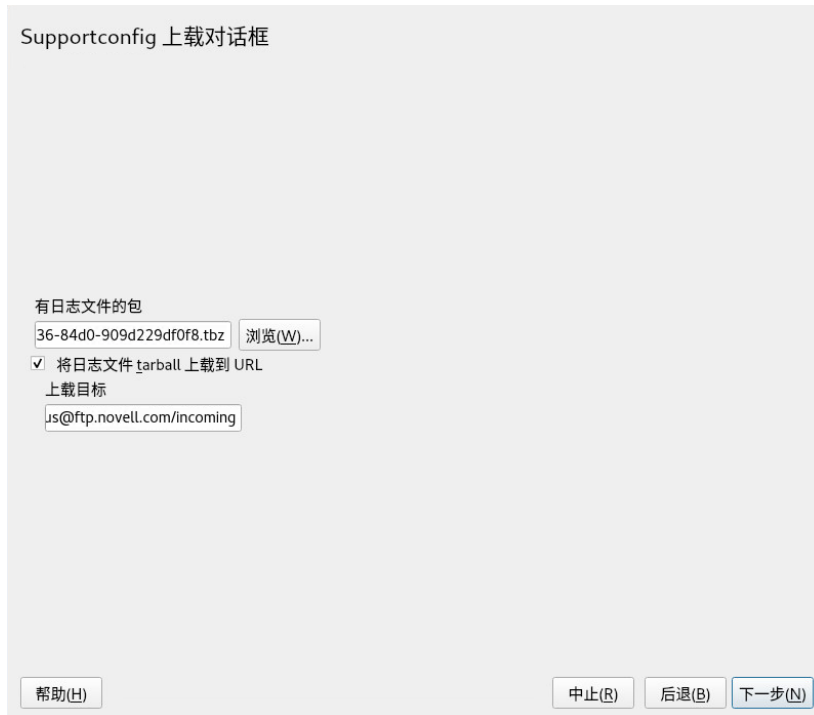 Supportconfig 上载对话框
有日志文件的包
36-84d0-909d229df0f8.tbz 浏览(W)...
将日志文件 tarball 上载到 URL
上载目标
us@ftp.novell.com/incoming
帮助(H) 中止(R) 后退(B) 下一步(N)